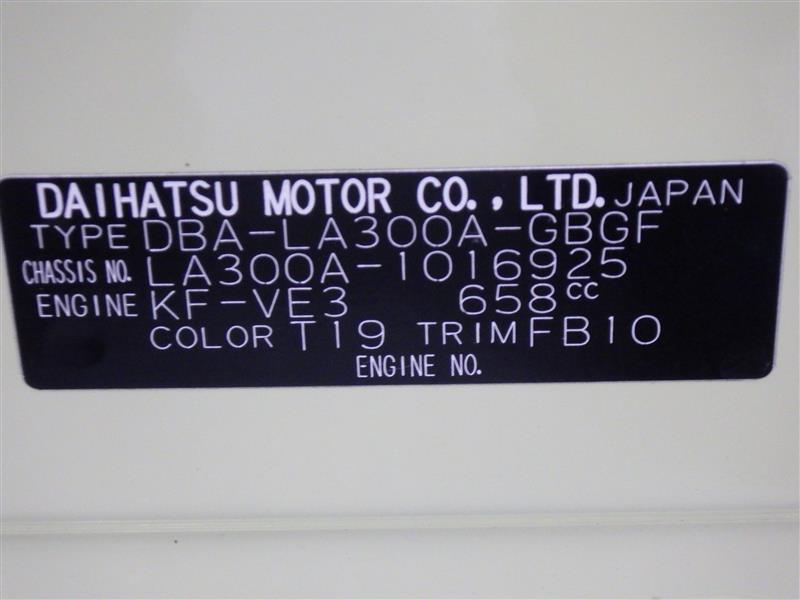 DAIHATSU MOTOR CO., LTD. JAPAN
TYPE DBA-LA300A-GBGF
CHASSIS NO. LA300A-1016925
ENGINE KF-VE3 658cc
COLOR T19 TRIM FB10
ENGINE NO.